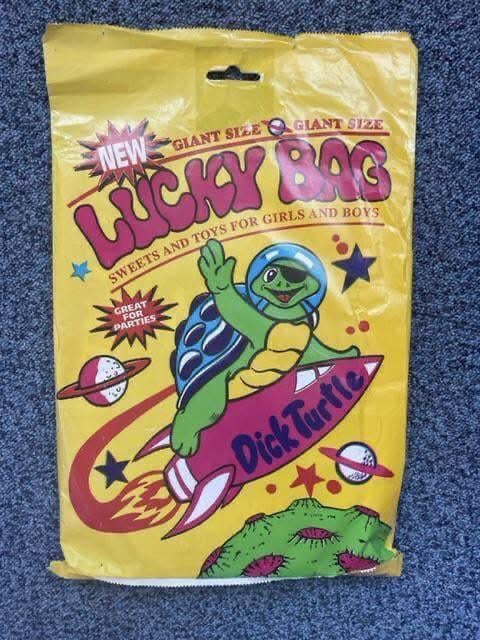 NEW
GIANT SIZE GIANT SIZE
LUCKY BAG
SWEETS AND TOYS FOR GIRLS AND BOYS
GREAT
FOR
PARTIES
Dick Turtle